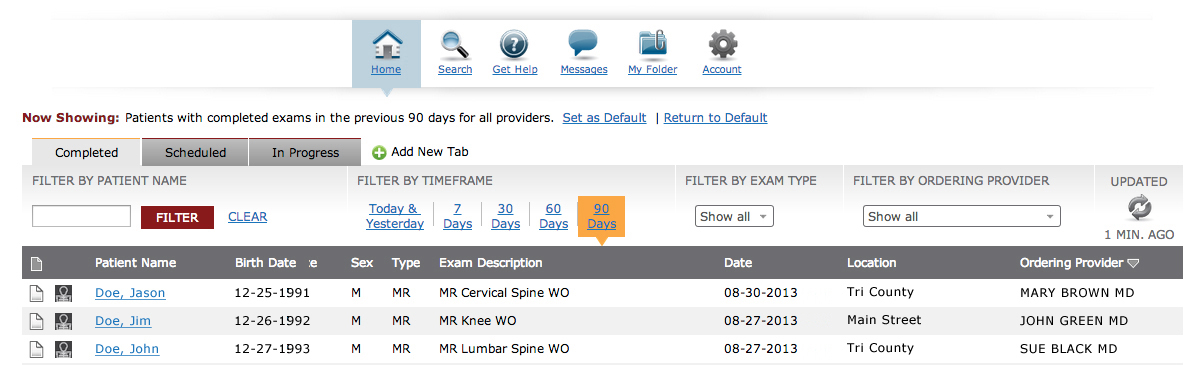 Home Search Get Help Messages My Folder Account
Now Showing: Patients with completed exams in the previous 90 days for all providers. Set as Default | Return to Default
Completed Scheduled In Progress Add New Tab
FILTER BY PATIENT NAME FILTER BY TIMEFRAME FILTER BY EXAM TYPE FILTER BY ORDERING PROVIDER UPDATED
FILTER CLEAR Today & Yesterday 7 Days 30 Days 60 Days 90 Days Show all Show all
1 MIN. AGO
Patient Name Birth Date e Sex Type Exam Description Date Location Ordering Provider
Doe, Jason 12-25-1991 M MR MR Cervical Spine WO 08-30-2013 Tri County MARY BROWN MD
Doe, Jim 12-26-1992 M MR MR Knee WO 08-27-2013 Main Street JOHN GREEN MD
Doe, John 12-27-1993 M MR MR Lumbar Spine WO 08-27-2013 Tri County SUE BLACK MD